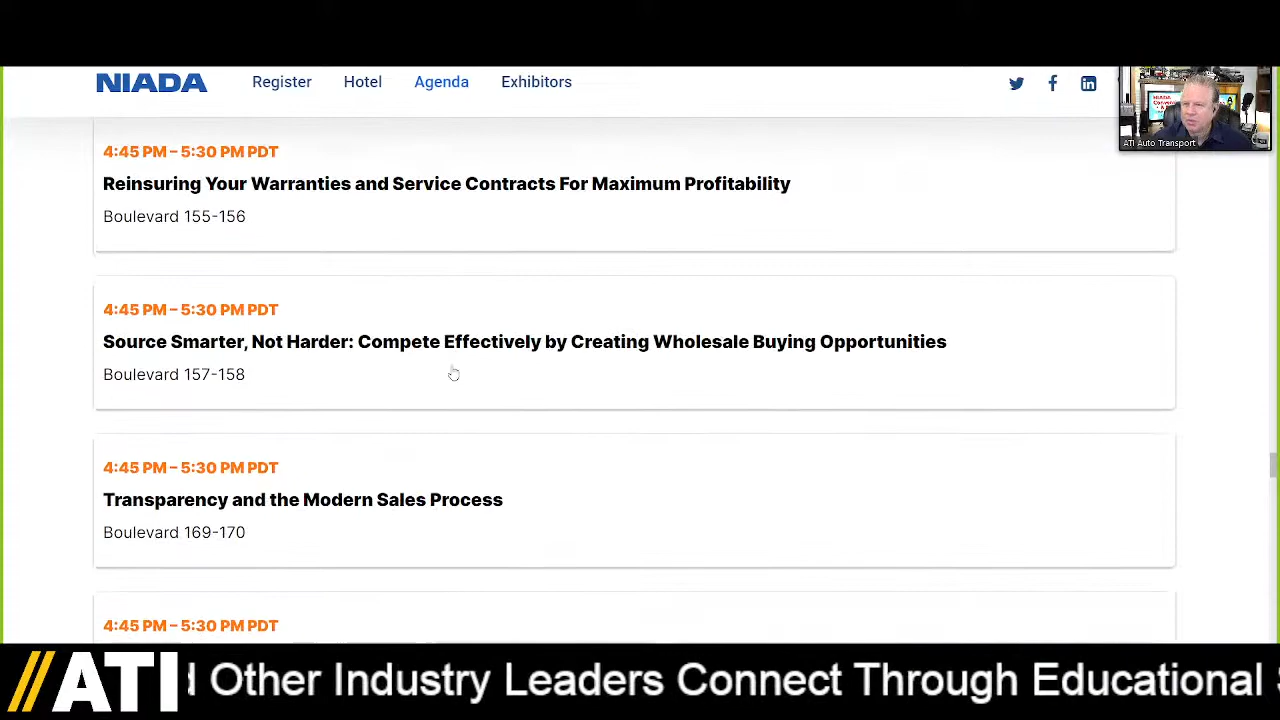 NIADA
Register
Hotel
Agenda
Exhibitors
ATI Auto Transport
4:45 PM – 5:30 PM PDT
Reinsuring Your Warranties and Service Contracts For Maximum Profitability
Boulevard 155-156
4:45 PM – 5:30 PM PDT
Source Smarter, Not Harder: Compete Effectively by Creating Wholesale Buying Opportunities
Boulevard 157-158
4:45 PM – 5:30 PM PDT
Transparency and the Modern Sales Process
Boulevard 169-170
4:45 PM – 5:30 PM PDT
//ATI
Other Industry Leaders Connect Through Educational